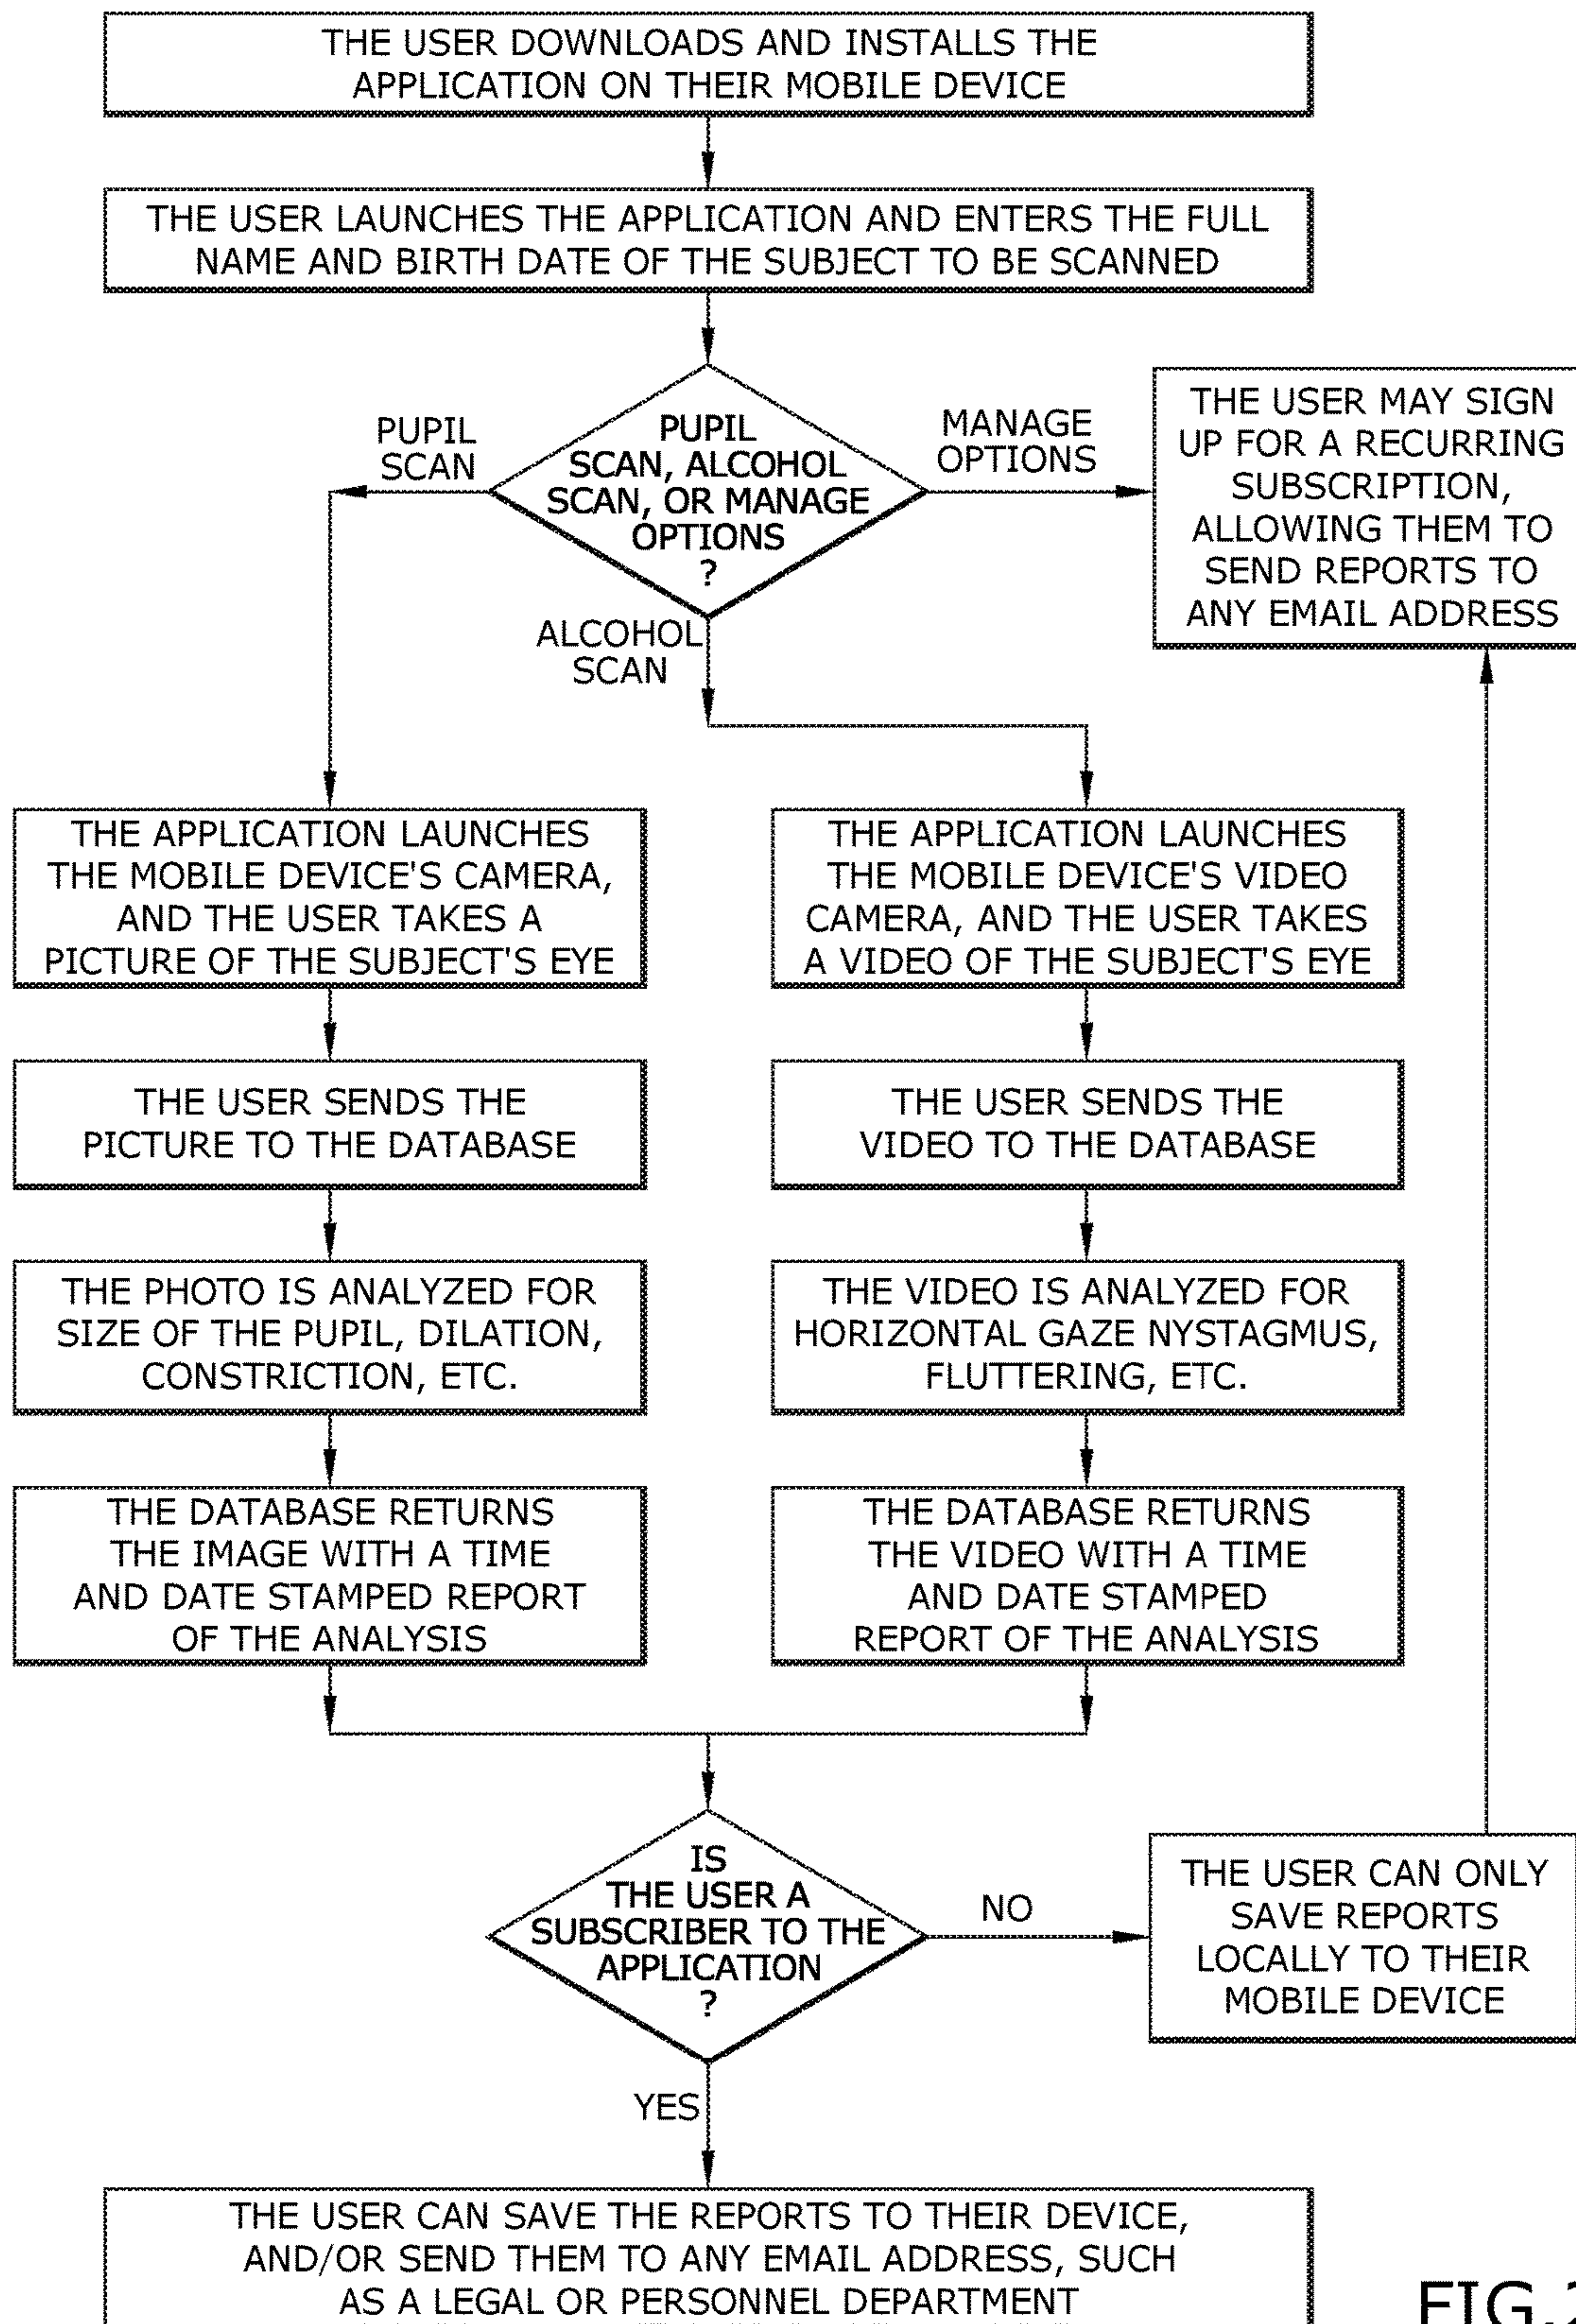 THE USER DOWNLOADS AND INSTALLS THE
APPLICATION ON THEIR MOBILE DEVICE
THE USER LAUNCHES THE APPLICATION AND ENTERS THE FULL
NAME AND BIRTH DATE OF THE SUBJECT TO BE SCANNED
PUPIL
SCAN
PUPIL
SCAN, ALCOHOL
SCAN, OR MANAGE
OPTIONS
?
MANAGE
OPTIONS
THE USER MAY SIGN
UP FOR A RECURRING
SUBSCRIPTION,
ALLOWING THEM TO
SEND REPORTS TO
ANY EMAIL ADDRESS
ALCOHOL
SCAN
THE APPLICATION LAUNCHES
THE MOBILE DEVICE'S CAMERA,
AND THE USER TAKES A
PICTURE OF THE SUBJECT'S EYE
THE APPLICATION LAUNCHES
THE MOBILE DEVICE'S VIDEO
CAMERA, AND THE USER TAKES
A VIDEO OF THE SUBJECT'S EYE
THE USER SENDS THE
PICTURE TO THE DATABASE
THE USER SENDS THE
VIDEO TO THE DATABASE
THE PHOTO IS ANALYZED FOR
SIZE OF THE PUPIL, DILATION,
CONSTRICTION, ETC.
THE VIDEO IS ANALYZED FOR
HORIZONTAL GAZE NYSTAGMUS,
FLUTTERING, ETC.
THE DATABASE RETURNS
THE IMAGE WITH A TIME
AND DATE STAMPED REPORT
OF THE ANALYSIS
THE DATABASE RETURNS
THE VIDEO WITH A TIME
AND DATE STAMPED
REPORT OF THE ANALYSIS
IS
THE USER A
SUBSCRIBER TO THE
APPLICATION
?
NO
THE USER CAN ONLY
SAVE REPORTS
LOCALLY TO THEIR
MOBILE DEVICE
YES
THE USER CAN SAVE THE REPORTS TO THEIR DEVICE,
AND/OR SEND THEM TO ANY EMAIL ADDRESS, SUCH
AS A LEGAL OR PERSONNEL DEPARTMENT
FIG.